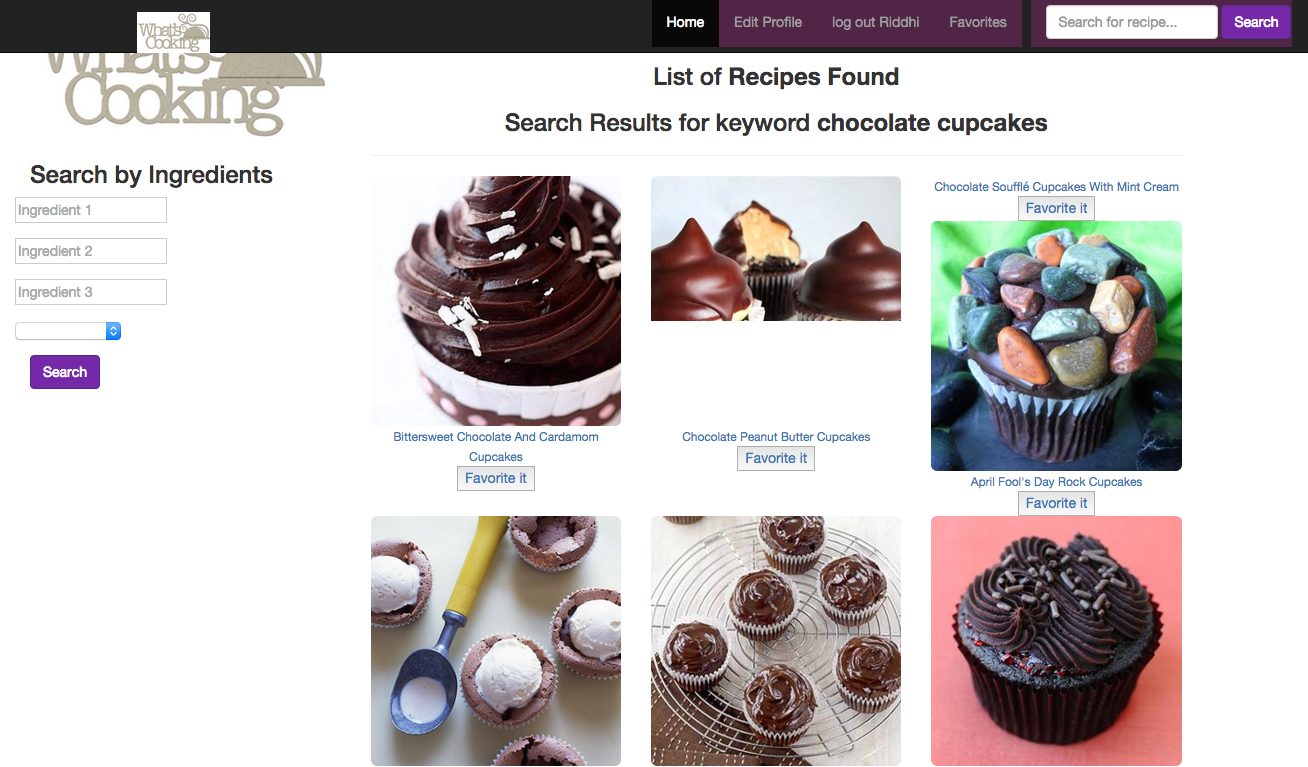 What's
Cooking
Home
Edit Profile
log out Riddhi
Favorites
Search for recipe...
Search
What's
Cooking
List of Recipes Found
Search Results for keyword chocolate cupcakes
Search by Ingredients
Ingredient 1
Ingredient 2
Ingredient 3
Search
Bittersweet Chocolate And Cardamom
Cupcakes
Favorite it
Chocolate Peanut Butter Cupcakes
Favorite it
Chocolate Soufflé Cupcakes With Mint Cream
Favorite it
April Fool's Day Rock Cupcakes
Favorite it